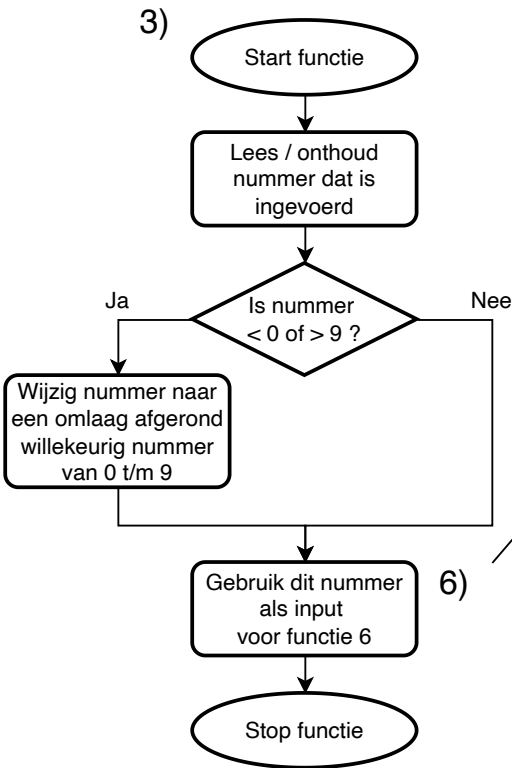 3)
Start functie
Lees / onthoud
nummer dat is
ingevoerd
Is nummer
< 0 of > 9 ?
Ja
Nee
Wijzig nummer naar
een omlaag afgerond
willekeurig nummer
van 0 t/m 9
Gebruik dit nummer
als input
voor functie 6
6)
Stop functie